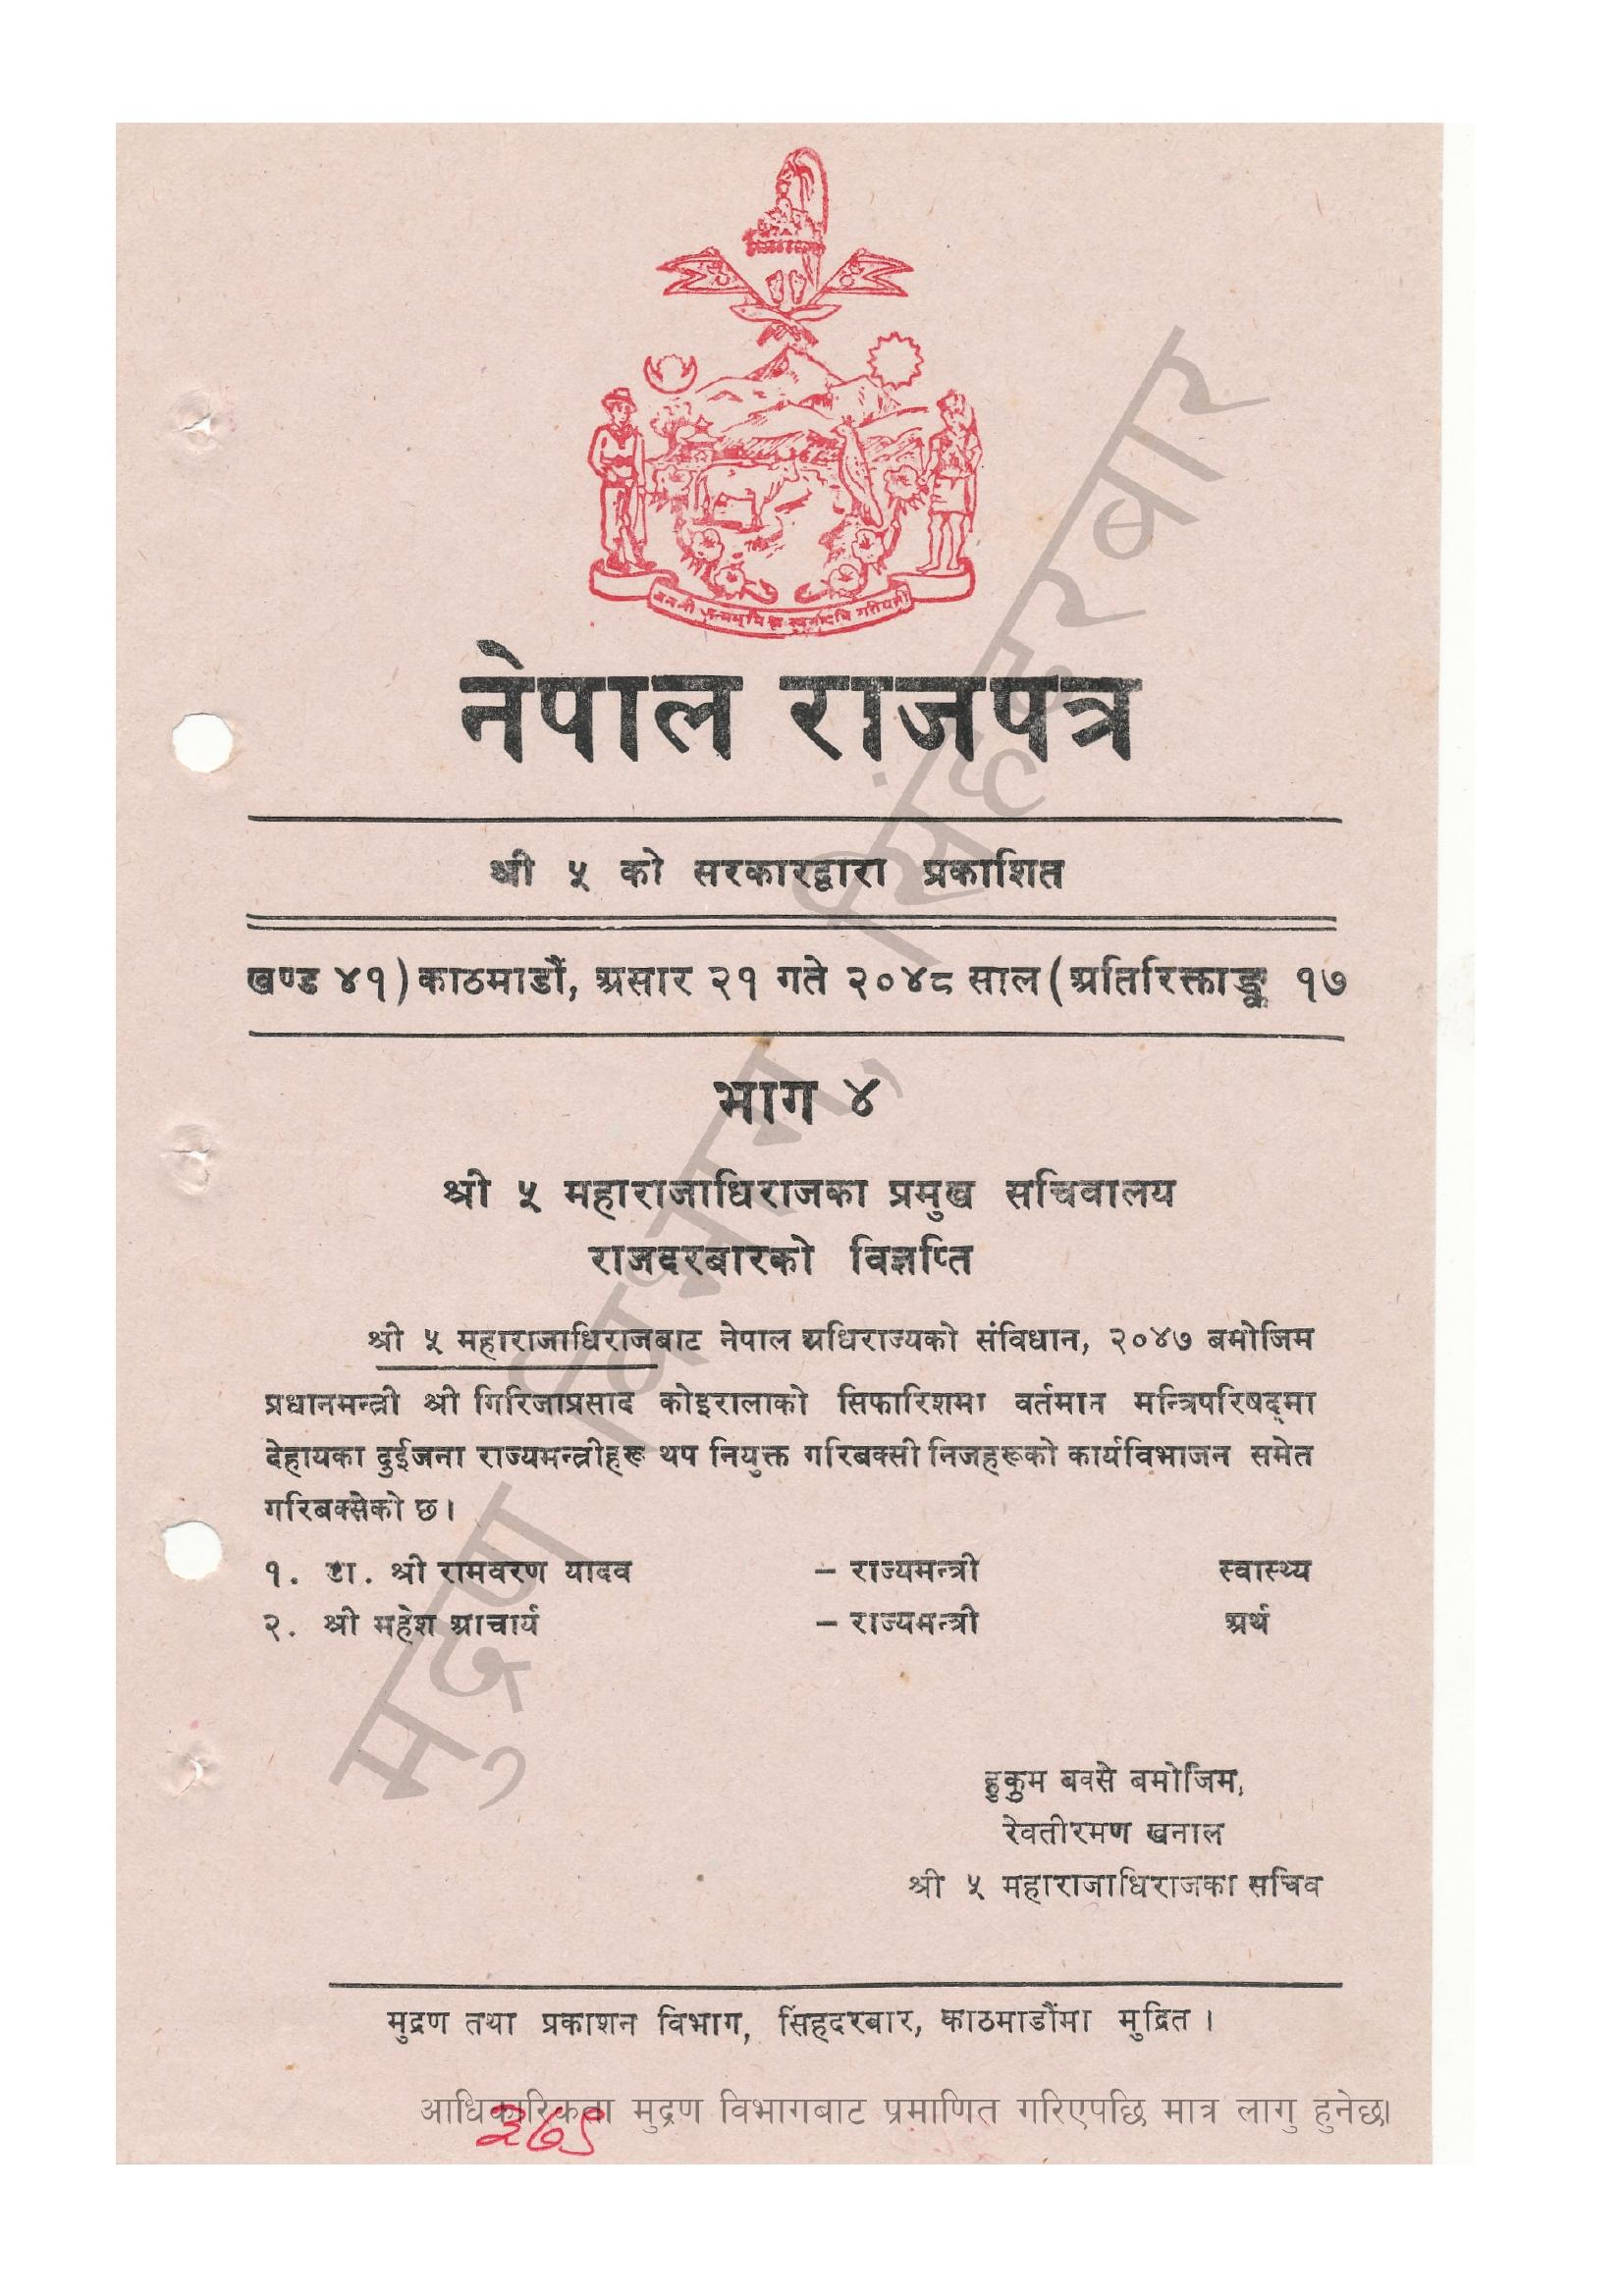 नेपाल राजपत्र
श्री ५ को सरकारद्वारा प्रकाशित
खण्ड ४१) काठमाडौं, असार २१ गते २०४८ साल (अतिरिक्ताङ्क १७
भाग ४
श्री ५ महाराजाधिराजका प्रमुख सचिवालय
राजदरबारको विज्ञप्ति
श्री ५ महाराजाधिराजबाट नेपाल अधिराज्यको संविधान, २०४७ बमोजिम
प्रधानमन्त्री श्री गिरिजाप्रसाद कोइरालाको सिफारिशमा वर्तमान मन्त्रिपरिषद्‌मा
देहायका दुईजना राज्यमन्त्रीहरू थप नियुक्त गरिबक्सी निजहरूको कार्यविभाजन समेत
गरिबक्सेको छ।
१. डा. श्री रामवरण यादव – राज्यमन्त्री स्वास्थ्य
२. श्री महेश आचार्य – राज्यमन्त्री अर्थ
हुकुम बक्से बमोजिम,
रेवतीरमण खनाल
श्री ५ महाराजाधिराजका सचिव
मुद्रण तथा प्रकाशन विभाग, सिंहदरबार, काठमाडौंमा मुद्रित ।
आधिकारिकता मुद्रण विभागबाट प्रमाणित गरिएपछि मात्र लागु हुनेछ।
मुद्रण विभाग, सिंहदरबार